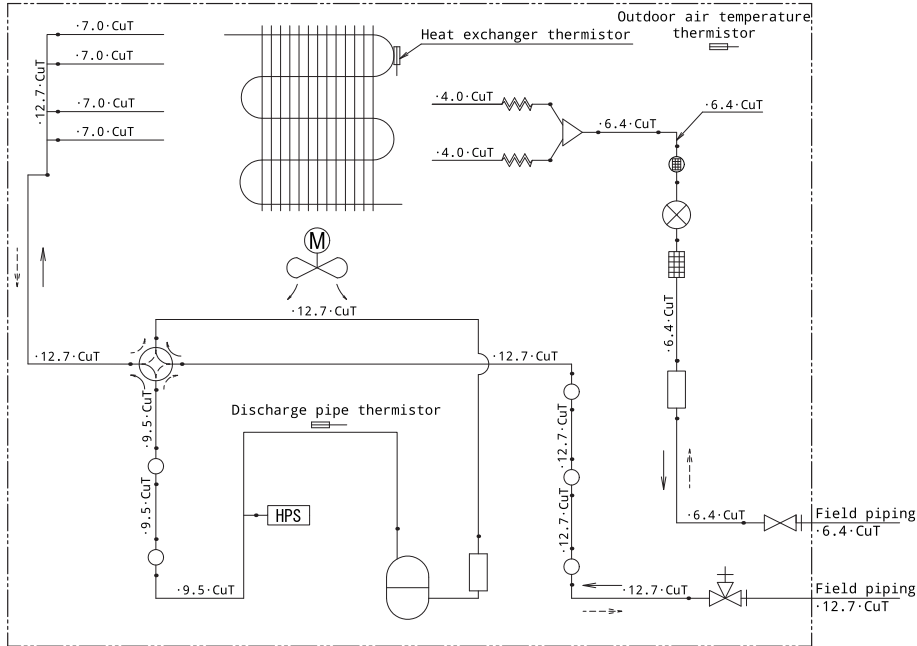 ·7.0·CuT
·7.0·CuT
·7.0·CuT
·7.0·CuT
·12.7·CuT
Heat exchanger thermistor
Outdoor air temperature
thermistor
·4.0·CuT
·4.0·CuT
·6.4·CuT
·6.4·CuT
M
·12.7·CuT
·12.7·CuT
·12.7·CuT
·6.4·CuT
·9.5·CuT
·9.5·CuT
Discharge pipe thermistor
HPS
·9.5·CuT
·12.7·CuT
·12.7·CuT
·6.4·CuT
Field piping
·6.4·CuT
·12.7·CuT
Field piping
·12.7·CuT